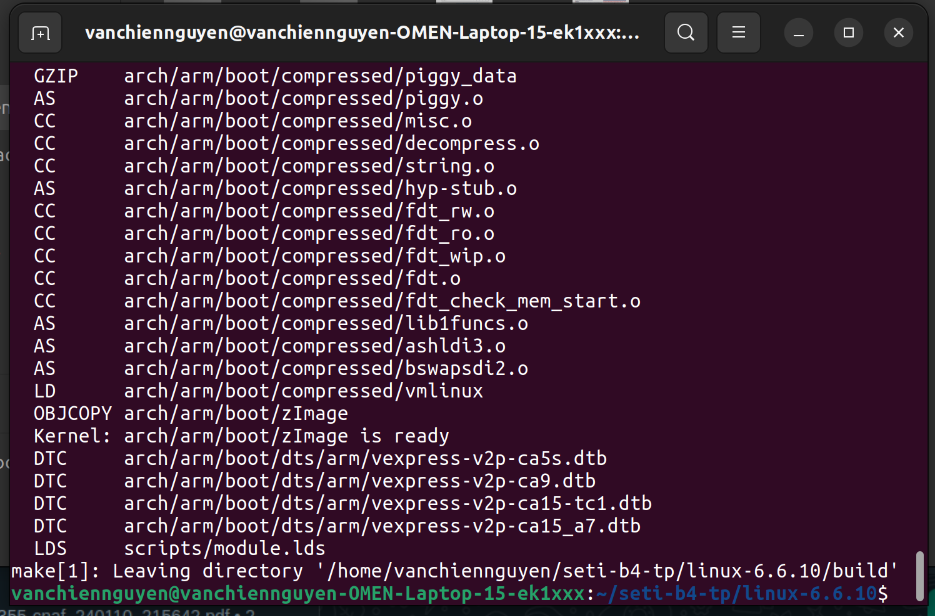 vanchiennguyen@vanchiennguyen-OMEN-Laptop-15-ek1xxx:...
GZIP    arch/arm/boot/compressed/piggy_data
AS      arch/arm/boot/compressed/piggy.o
CC      arch/arm/boot/compressed/misc.o
CC      arch/arm/boot/compressed/decompress.o
CC      arch/arm/boot/compressed/string.o
AS      arch/arm/boot/compressed/hyp-stub.o
CC      arch/arm/boot/compressed/fdt_rw.o
CC      arch/arm/boot/compressed/fdt_ro.o
CC      arch/arm/boot/compressed/fdt_wip.o
CC      arch/arm/boot/compressed/fdt.o
CC      arch/arm/boot/compressed/fdt_check_mem_start.o
AS      arch/arm/boot/compressed/lib1funcs.o
AS      arch/arm/boot/compressed/ashldi3.o
AS      arch/arm/boot/compressed/bswapsdi2.o
LD      arch/arm/boot/compressed/vmlinux
OBJCOPY arch/arm/boot/zImage
Kernel: arch/arm/boot/zImage is ready
DTC     arch/arm/boot/dts/arm/vexpress-v2p-ca5s.dtb
DTC     arch/arm/boot/dts/arm/vexpress-v2p-ca9.dtb
DTC     arch/arm/boot/dts/arm/vexpress-v2p-ca15-tc1.dtb
DTC     arch/arm/boot/dts/arm/vexpress-v2p-ca15_a7.dtb
LDS     scripts/module.lds
make[1]: Leaving directory '/home/vanchiennguyen/seti-b4-tp/linux-6.6.10/build'
vanchiennguyen@vanchiennguyen-OMEN-Laptop-15-ek1xxx:~/seti-b4-tp/linux-6.6.10$